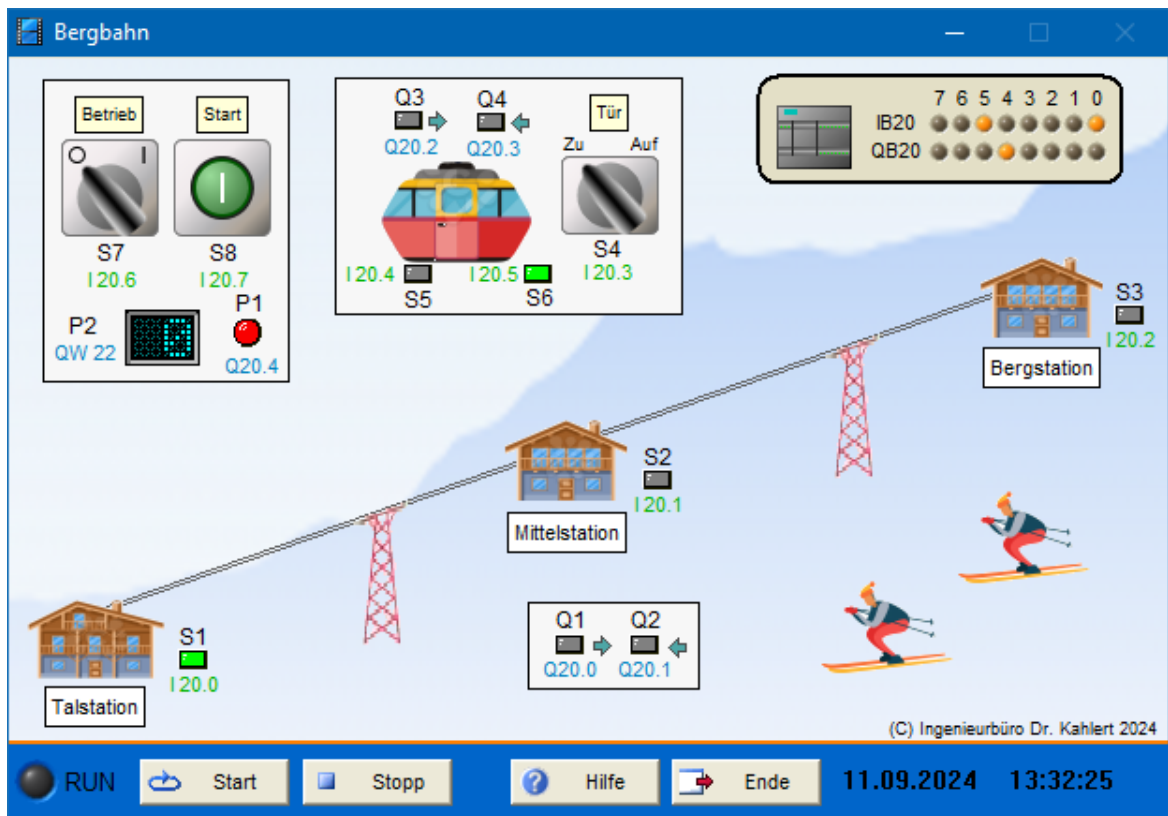 Bergbahn
Betrieb
Start
O I
I
S7
S8
I 20.6
I 20.7
P2
QW 22
0
P1
Q20.4
Q3
Q4
Q20.2
Q20.3
Tür
Zu Auf
S4
I 20.3
I 20.4
S5
I 20.5
S6
7 6 5 4 3 2 1 0
IB20
QB20
S3
I 20.2
Bergstation
S2
I 20.1
Mittelstation
S1
I 20.0
Talstation
Q1
Q2
Q20.0
Q20.1
(C) Ingenieurbüro Dr. Kahlert 2024
RUN
Start
Stopp
? Hilfe
Ende
11.09.2024 13:32:25